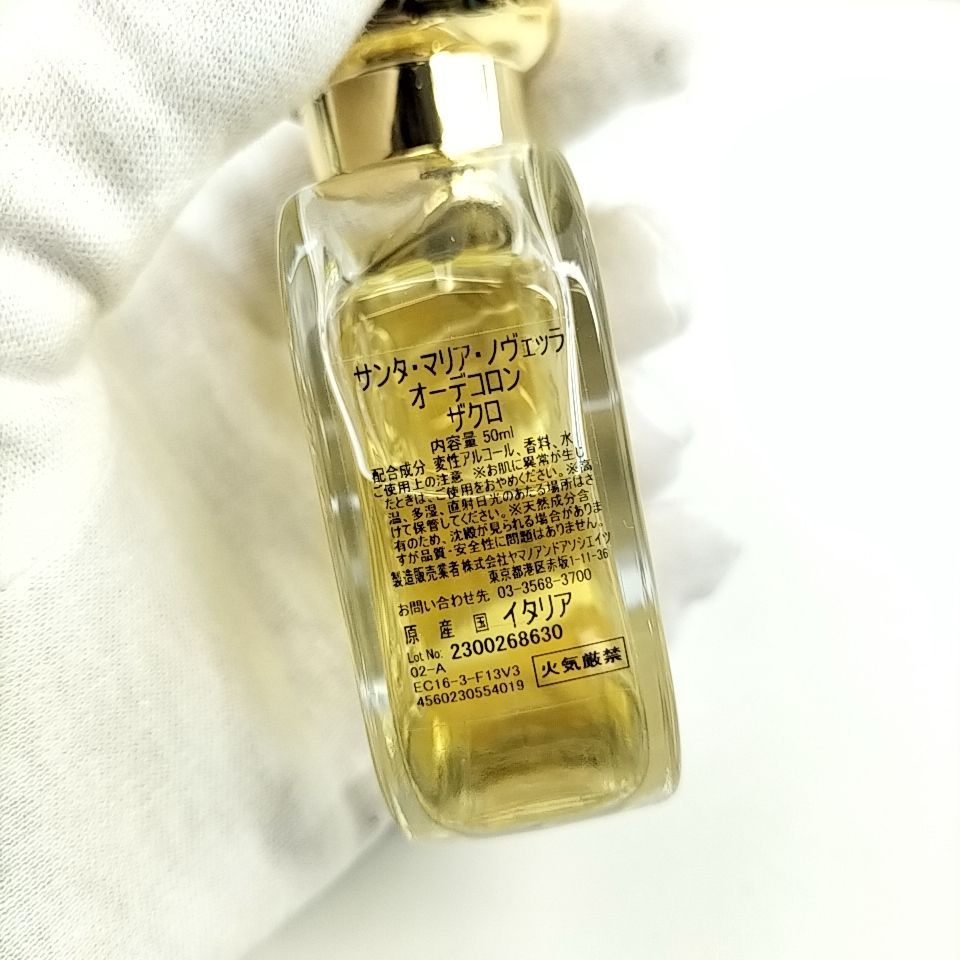 サンタ・マリア・ノヴェッラ
オーデコロン
ザクロ
内容量 50ml
配合成分 変性アルコール、香料、水
ご使用上の注意 ※お肌に異常が生じ
たときは、ご使用をおやめください。※高
温、多湿、直射日光のあたる場所はさ
けて保管してください。※天然成分含
有のため、沈殿が見られる場合がありま
すが品質・安全性に問題はありません。
製造販売業者 株式会社ヤマノアンドアソシエイツ
東京都港区赤坂1-11-36
お問い合わせ先 03-3568-3700
原 産 国 イタリア
Lot No: 2300268630
02-A
EC16-3-F13V3 火気厳禁
4560230554019